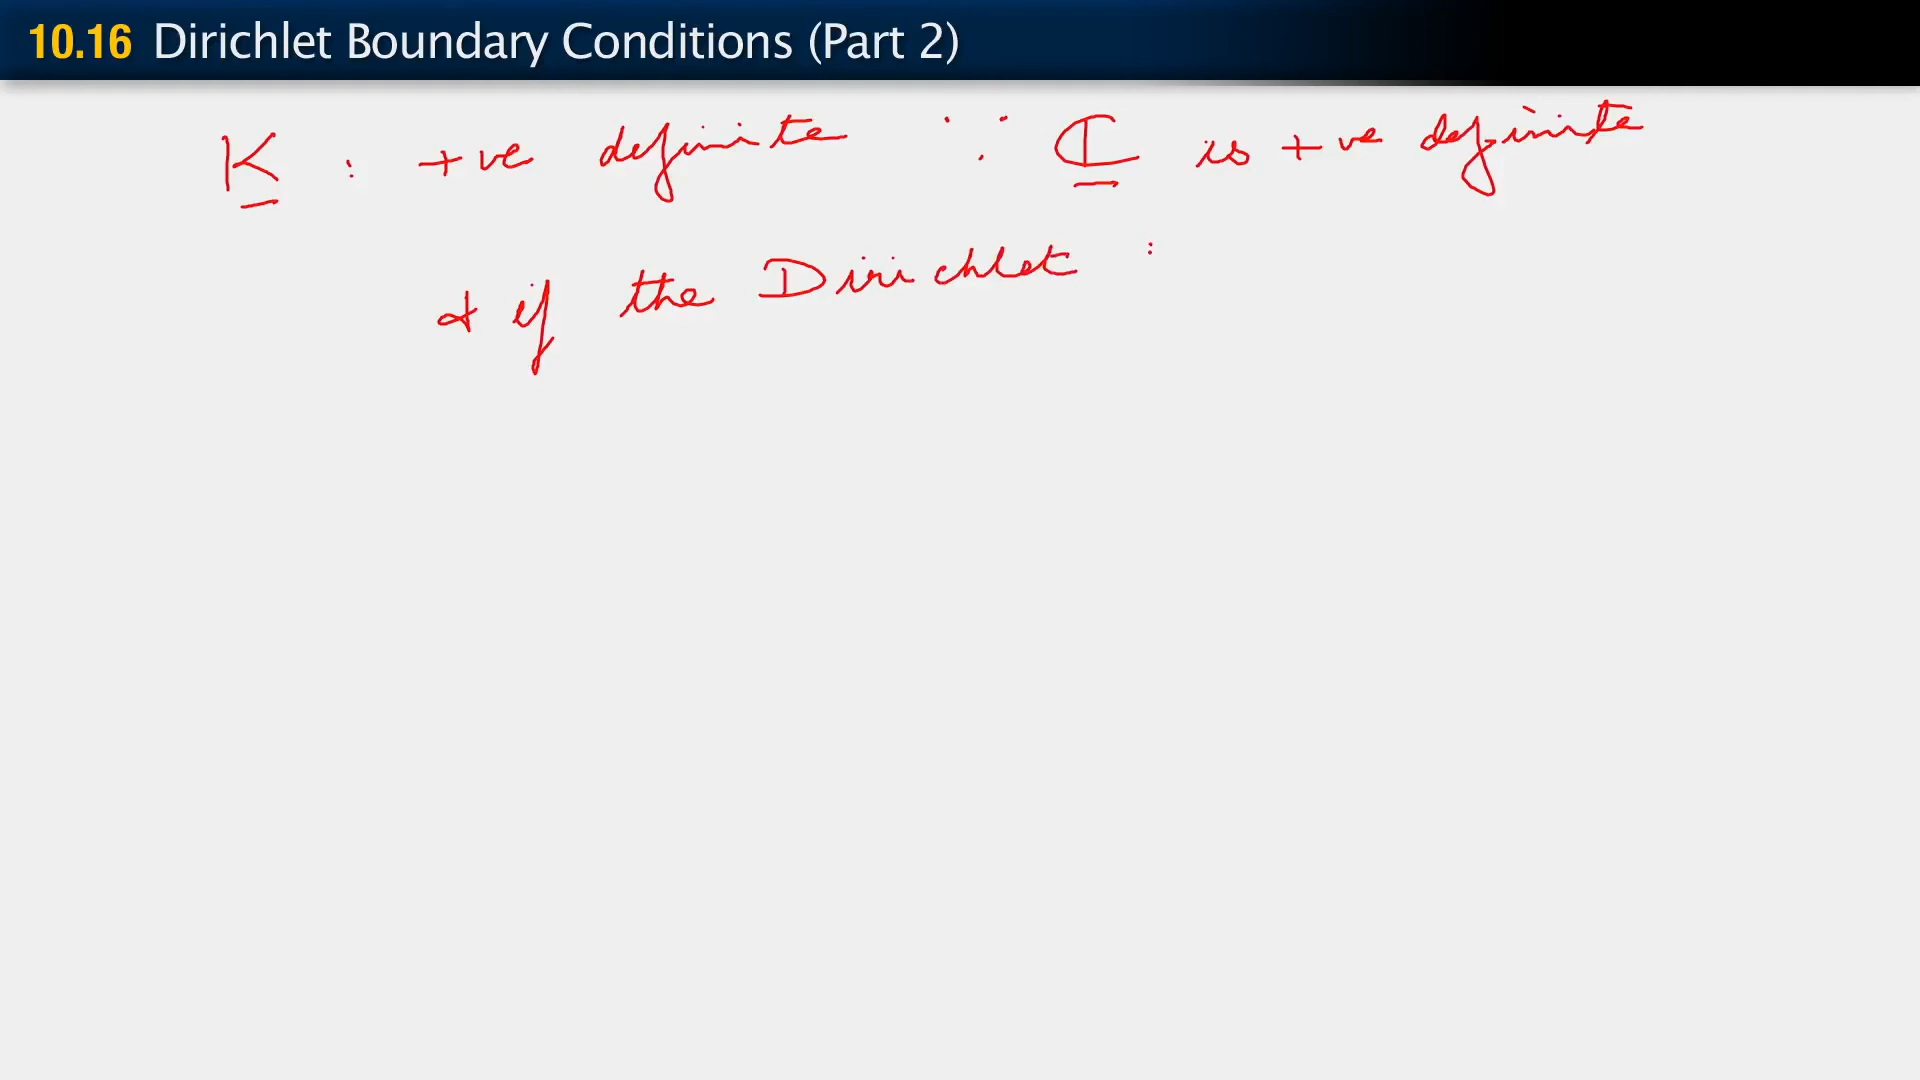 10.16 Dirichlet Boundary Conditions (Part 2)
K : +ve definite ∵ ℂ is +ve definite
& if the Dirichlet